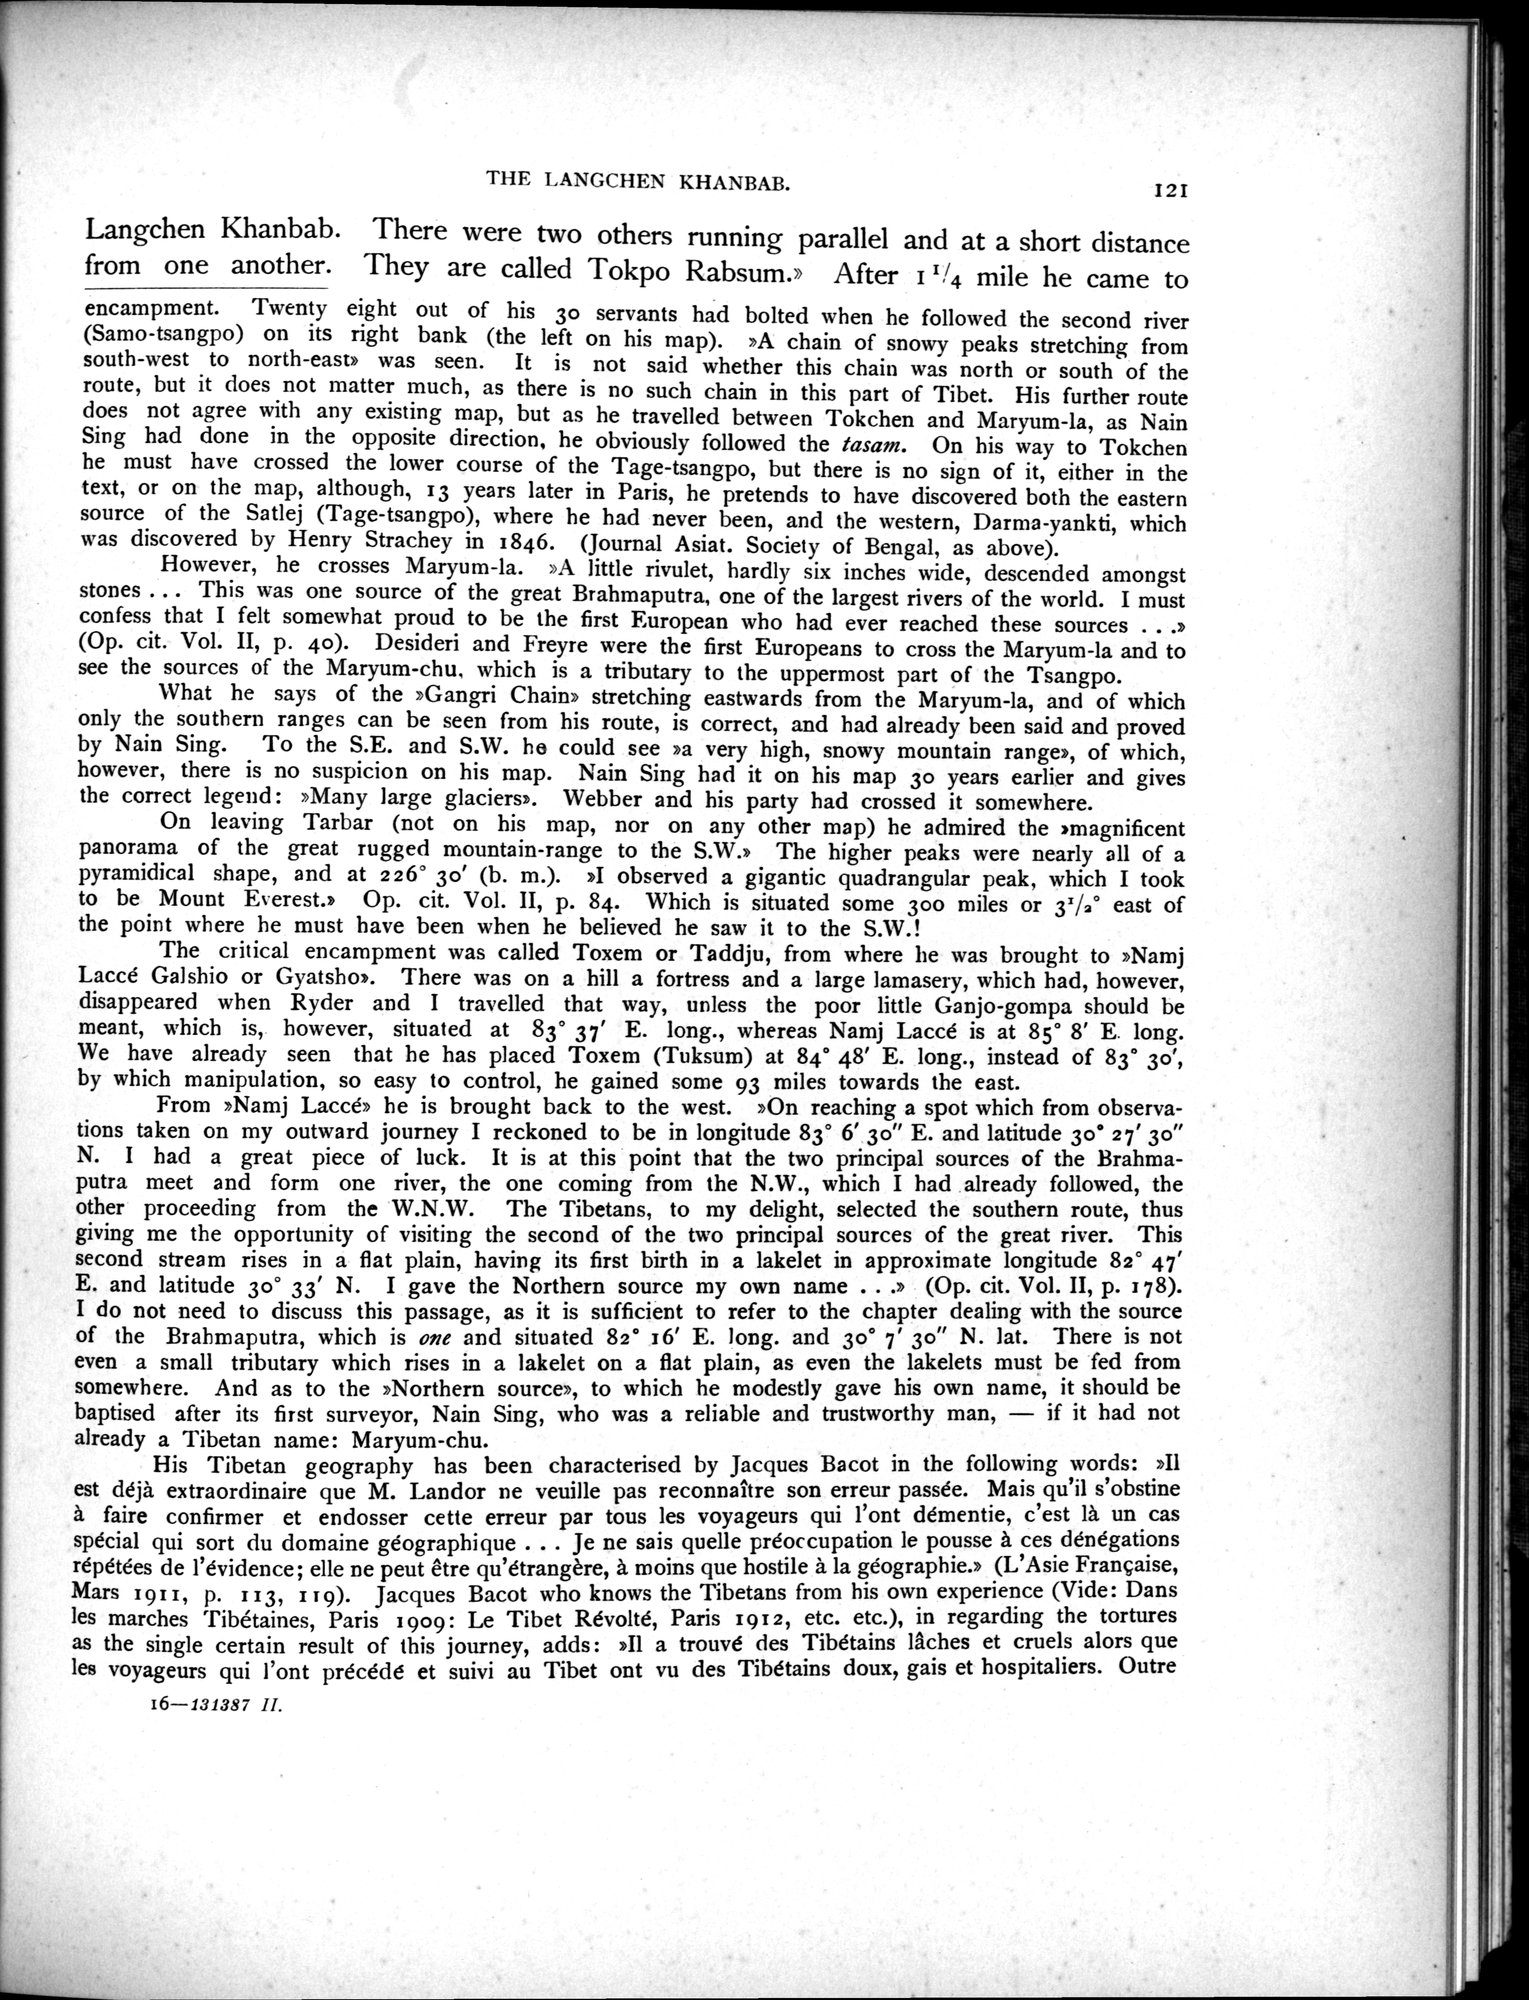 THE LANGCHEN KHANBAB.
121
Langchen Khanbab. There were two others running parallel and at a short distance
from one another. They are called Tokpo Rabsum.» After 1 1/4 mile he came to
encampment. Twenty eight out of his 30 servants had bolted when he followed the second river
(Samo-tsangpo) on its right bank (the left on his map). »A chain of snowy peaks stretching from
south-west to north-east» was seen. It is not said whether this chain was north or south of the
route, but it does not matter much, as there is no such chain in this part of Tibet. His further route
does not agree with any existing map, but as he travelled between Tokchen and Maryum-la, as Nain
Sing had done in the opposite direction, he obviously followed the tasam. On his way to Tokchen
he must have crossed the lower course of the Tage-tsangpo, but there is no sign of it, either in the
text, or on the map, although, 13 years later in Paris, he pretends to have discovered both the eastern
source of the Satlej (Tage-tsangpo), where he had never been, and the western, Darma-yankti, which
was discovered by Henry Strachey in 1846. (Journal Asiat. Society of Bengal, as above).
However, he crosses Maryum-la. »A little rivulet, hardly six inches wide, descended amongst
stones . . . This was one source of the great Brahmaputra, one of the largest rivers of the world. I must
confess that I felt somewhat proud to be the first European who had ever reached these sources . . .»
(Op. cit. Vol. II, p. 40). Desideri and Freyre were the first Europeans to cross the Maryum-la and to
see the sources of the Maryum-chu, which is a tributary to the uppermost part of the Tsangpo.
What he says of the »Gangri Chain» stretching eastwards from the Maryum-la, and of which
only the southern ranges can be seen from his route, is correct, and had already been said and proved
by Nain Sing. To the S.E. and S.W. he could see »a very high, snowy mountain range», of which,
however, there is no suspicion on his map. Nain Sing had it on his map 30 years earlier and gives
the correct legend: »Many large glaciers». Webber and his party had crossed it somewhere.
On leaving Tarbar (not on his map, nor on any other map) he admired the »magnificent
panorama of the great rugged mountain-range to the S.W.» The higher peaks were nearly all of a
pyramidical shape, and at 226° 30′ (b. m.). »I observed a gigantic quadrangular peak, which I took
to be Mount Everest.» Op. cit. Vol. II, p. 84. Which is situated some 300 miles or 3 1/2° east of
the point where he must have been when he believed he saw it to the S.W.!
The critical encampment was called Toxem or Taddju, from where he was brought to »Namj
Laccé Galshio or Gyatsho». There was on a hill a fortress and a large lamasery, which had, however,
disappeared when Ryder and I travelled that way, unless the poor little Ganjo-gompa should be
meant, which is, however, situated at 83° 37′ E. long., whereas Namj Laccé is at 85° 8′ E. long.
We have already seen that he has placed Toxem (Tuksum) at 84° 48′ E. long., instead of 83° 30′,
by which manipulation, so easy to control, he gained some 93 miles towards the east.
From »Namj Laccé» he is brought back to the west. »On reaching a spot which from observa-
tions taken on my outward journey I reckoned to be in longitude 83° 6′ 30″ E. and latitude 30° 27′ 30″
N. I had a great piece of luck. It is at this point that the two principal sources of the Brahma-
putra meet and form one river, the one coming from the N.W., which I had already followed, the
other proceeding from the W.N.W. The Tibetans, to my delight, selected the southern route, thus
giving me the opportunity of visiting the second of the two principal sources of the great river. This
second stream rises in a flat plain, having its first birth in a lakelet in approximate longitude 82° 47′
E. and latitude 30° 33′ N. I gave the Northern source my own name . . .» (Op. cit. Vol. II, p. 178).
I do not need to discuss this passage, as it is sufficient to refer to the chapter dealing with the source
of the Brahmaputra, which is one and situated 82° 16′ E. long. and 30° 7′ 30″ N. lat. There is not
even a small tributary which rises in a lakelet on a flat plain, as even the lakelets must be fed from
somewhere. And as to the »Northern source», to which he modestly gave his own name, it should be
baptised after its first surveyor, Nain Sing, who was a reliable and trustworthy man, — if it had not
already a Tibetan name: Maryum-chu.
His Tibetan geography has been characterised by Jacques Bacot in the following words: »Il
est déjà extraordinaire que M. Landor ne veuille pas reconnaître son erreur passée. Mais qu'il s'obstine
à faire confirmer et endosser cette erreur par tous les voyageurs qui l'ont démentie, c'est là un cas
spécial qui sort du domaine géographique . . . Je ne sais quelle préoccupation le pousse à ces dénégations
répétées de l'évidence; elle ne peut être qu'étrangère, à moins que hostile à la géographie.» (L'Asie Française,
Mars 1911, p. 113, 119). Jacques Bacot who knows the Tibetans from his own experience (Vide: Dans
les marches Tibétaines, Paris 1909: Le Tibet Révolté, Paris 1912, etc. etc.), in regarding the tortures
as the single certain result of this journey, adds: »Il a trouvé des Tibétains lâches et cruels alors que
les voyageurs qui l'ont précédé et suivi au Tibet ont vu des Tibétains doux, gais et hospitaliers. Outre
16—131387 II.